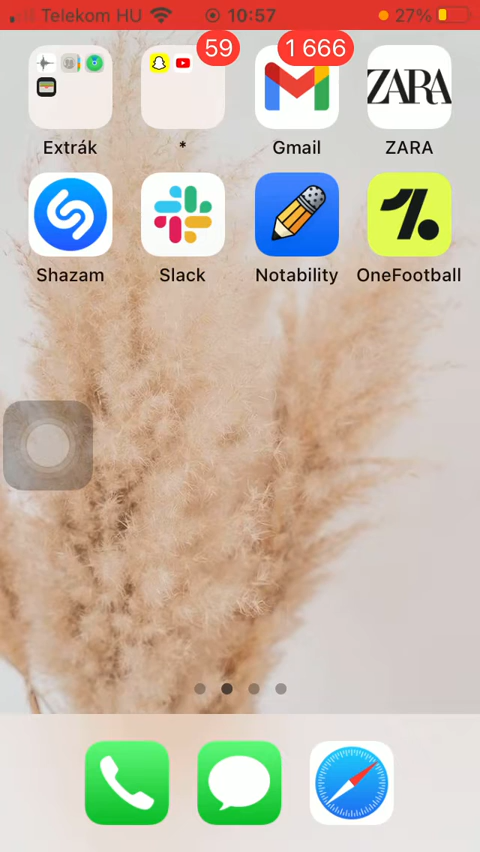 Telekom HU 10:57 27%
59 1 666
ZARA
Extrák * Gmail ZARA
Shazam Slack Notability OneFootball